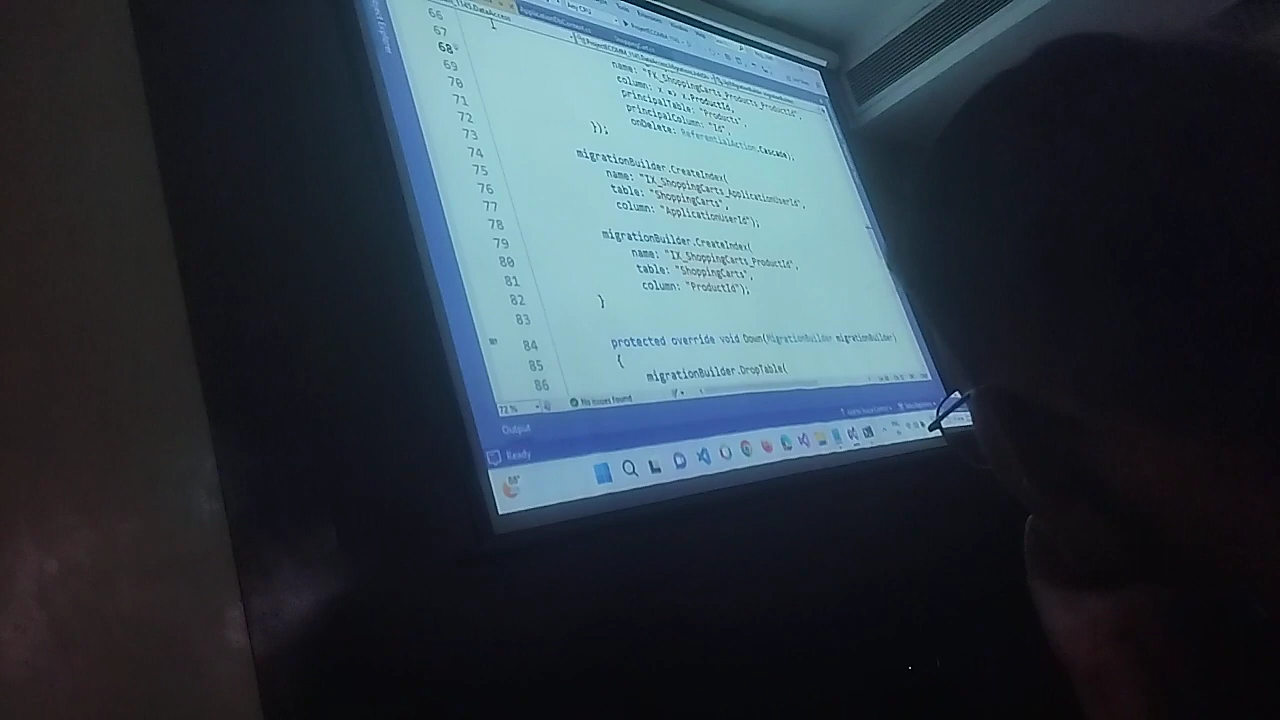 66
67
68
69
70
71
72
73
74
75
76
77
78
79
80
81
82
83
84
85
86
name: "FK_ShoppingCarts_Products_ProductId",
column: x => x.ProductId,
principalTable: "Products",
principalColumn: "Id",
onDelete: ReferentialAction.Cascade);
});
migrationBuilder.CreateIndex(
name: "IX_ShoppingCarts_ApplicationUserId",
table: "ShoppingCarts",
column: "ApplicationUserId");
migrationBuilder.CreateIndex(
name: "IX_ShoppingCarts_ProductId",
table: "ShoppingCarts",
column: "ProductId");
}
protected override void Down(MigrationBuilder migrationBuilder)
{
migrationBuilder.DropTable(
72 %
No issues found
Output
Ready
88°